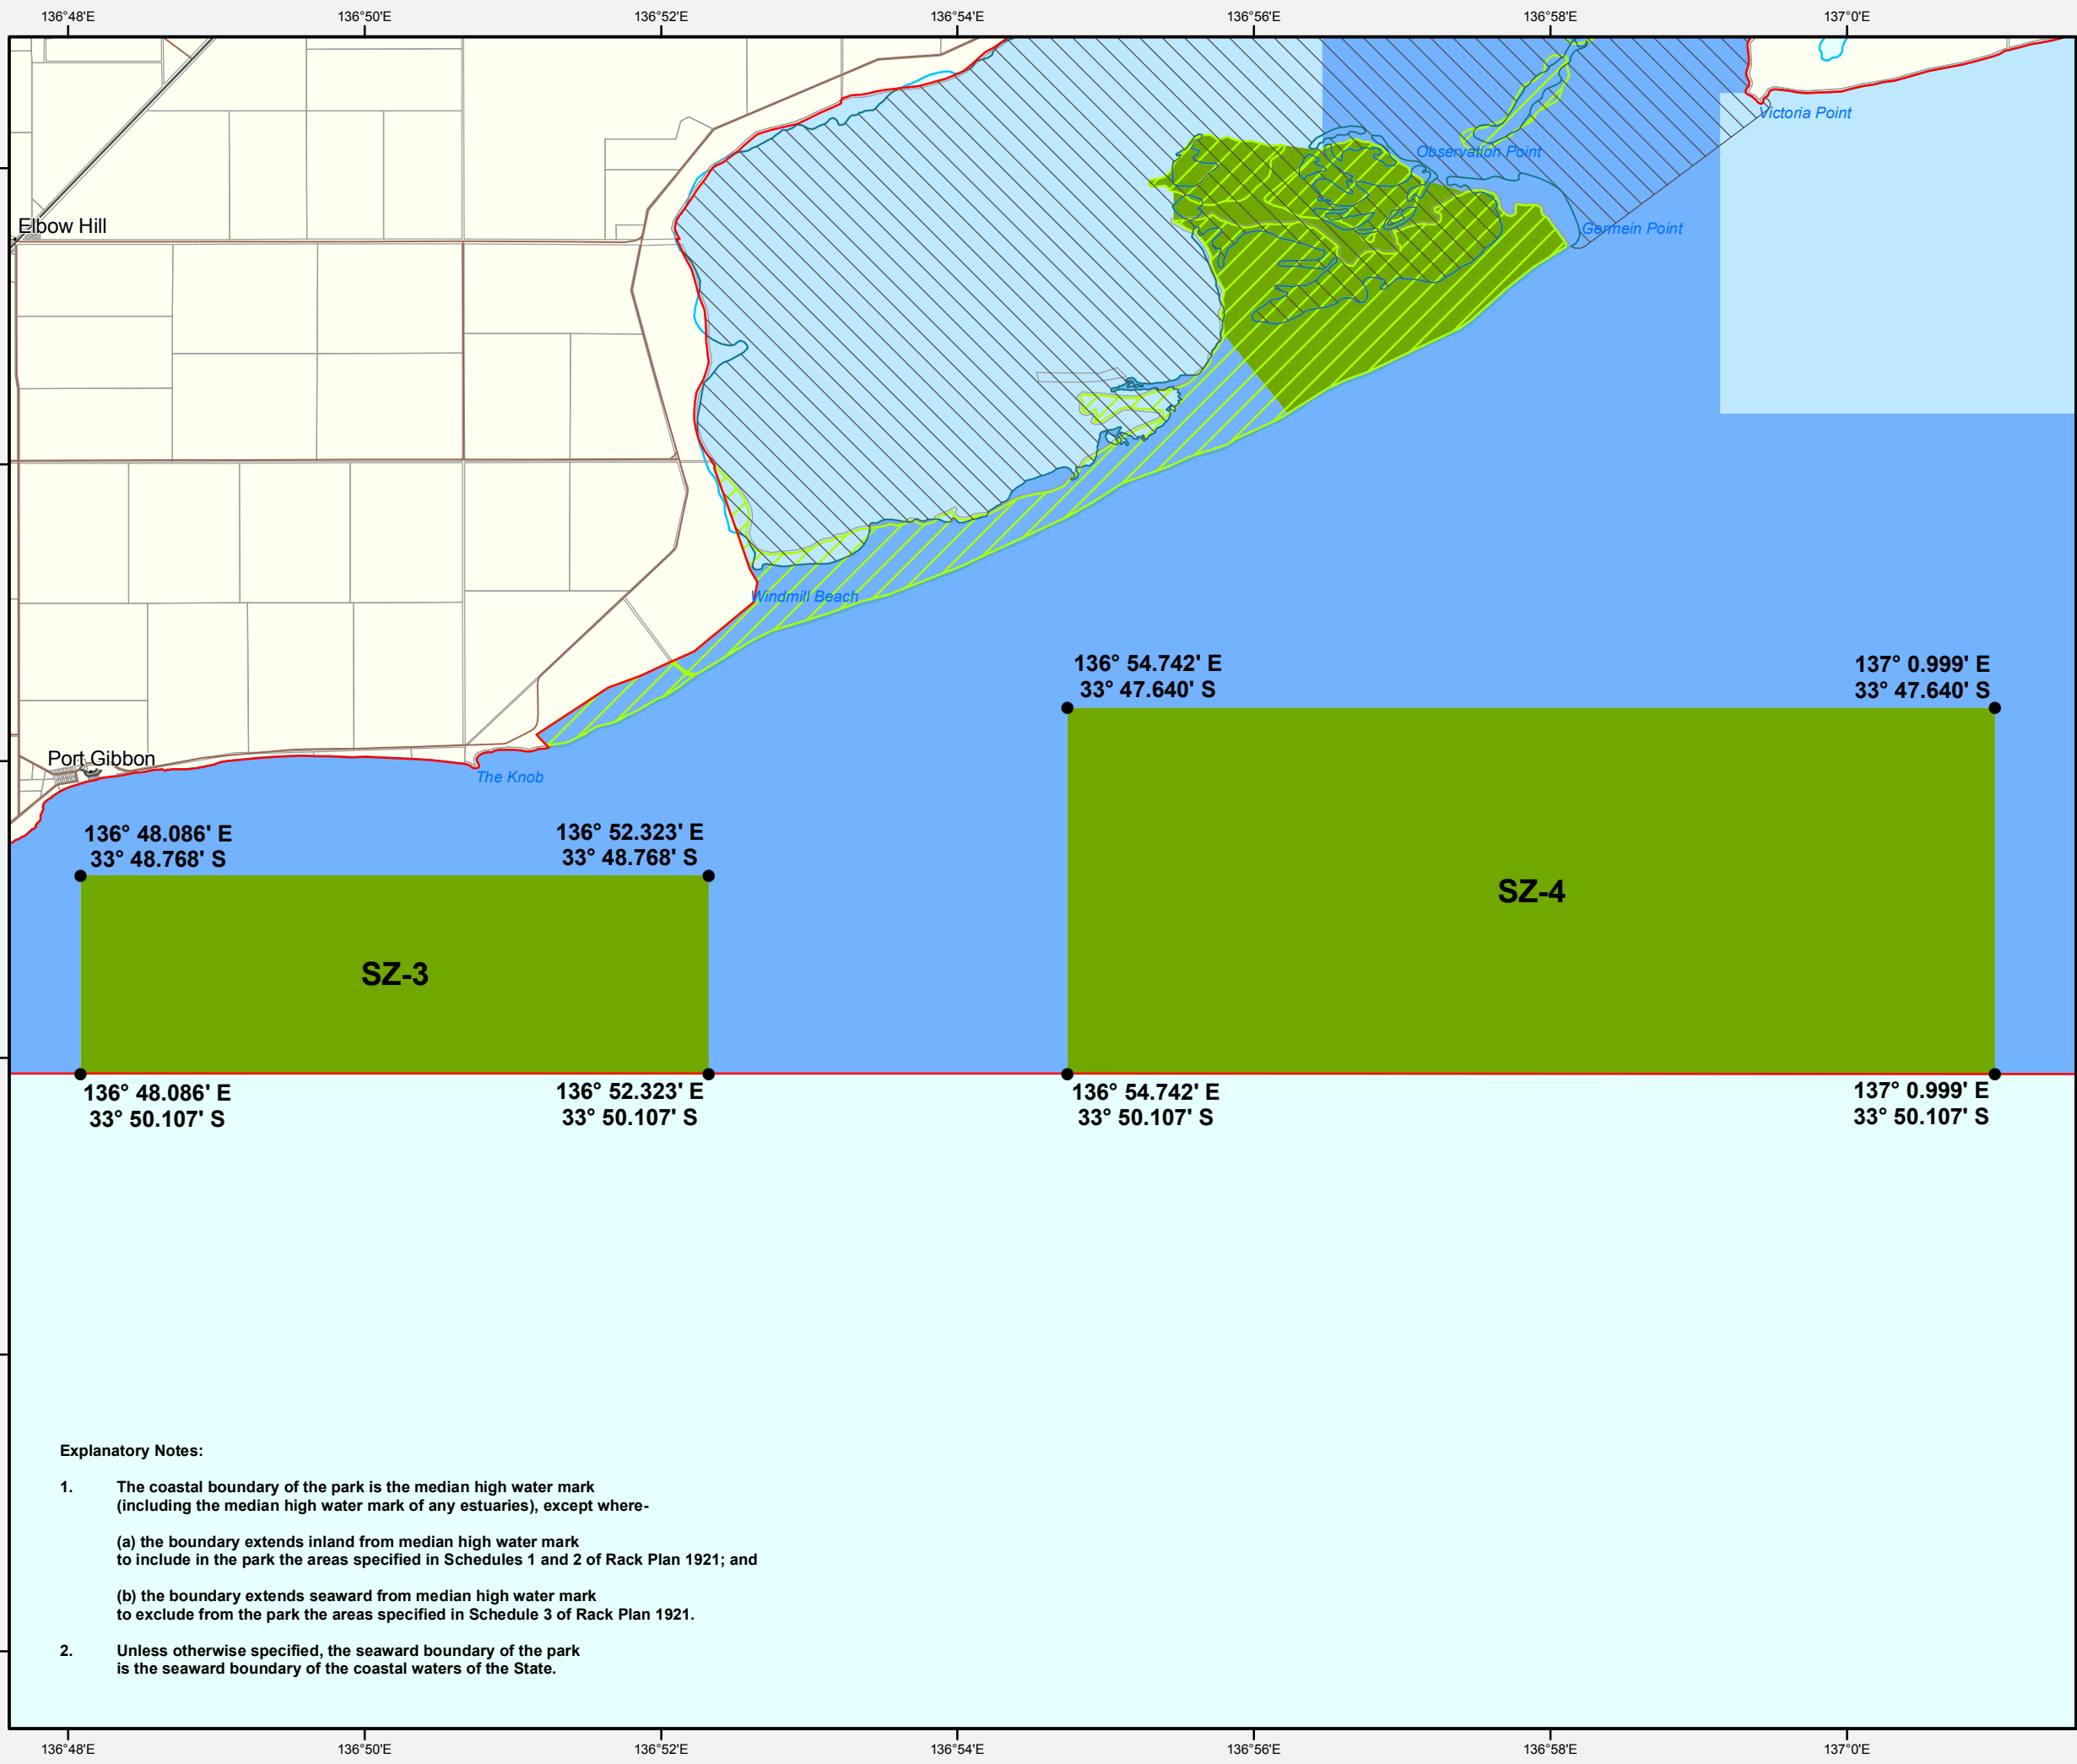 136°48'E 136°50'E 136°52'E 136°54'E 136°56'E 136°58'E 137°0'E
Victoria Point
Observation Point
Elbow Hill
Germein Point
Windmill Beach
136° 54.742' E
33° 47.640' S
137° 0.999' E
33° 47.640' S
Port Gibbon
The Knob
136° 48.086' E
33° 48.768' S
136° 52.323' E
33° 48.768' S
SZ-4
SZ-3
136° 48.086' E
33° 50.107' S
136° 52.323' E
33° 50.107' S
136° 54.742' E
33° 50.107' S
137° 0.999' E
33° 50.107' S
Explanatory Notes:
1. The coastal boundary of the park is the median high water mark
(including the median high water mark of any estuaries), except where-
(a) the boundary extends inland from median high water mark
to include in the park the areas specified in Schedules 1 and 2 of Rack Plan 1921; and
(b) the boundary extends seaward from median high water mark
to exclude from the park the areas specified in Schedule 3 of Rack Plan 1921.
2. Unless otherwise specified, the seaward boundary of the park
is the seaward boundary of the coastal waters of the State.
136°48'E 136°50'E 136°52'E 136°54'E 136°56'E 136°58'E 137°0'E